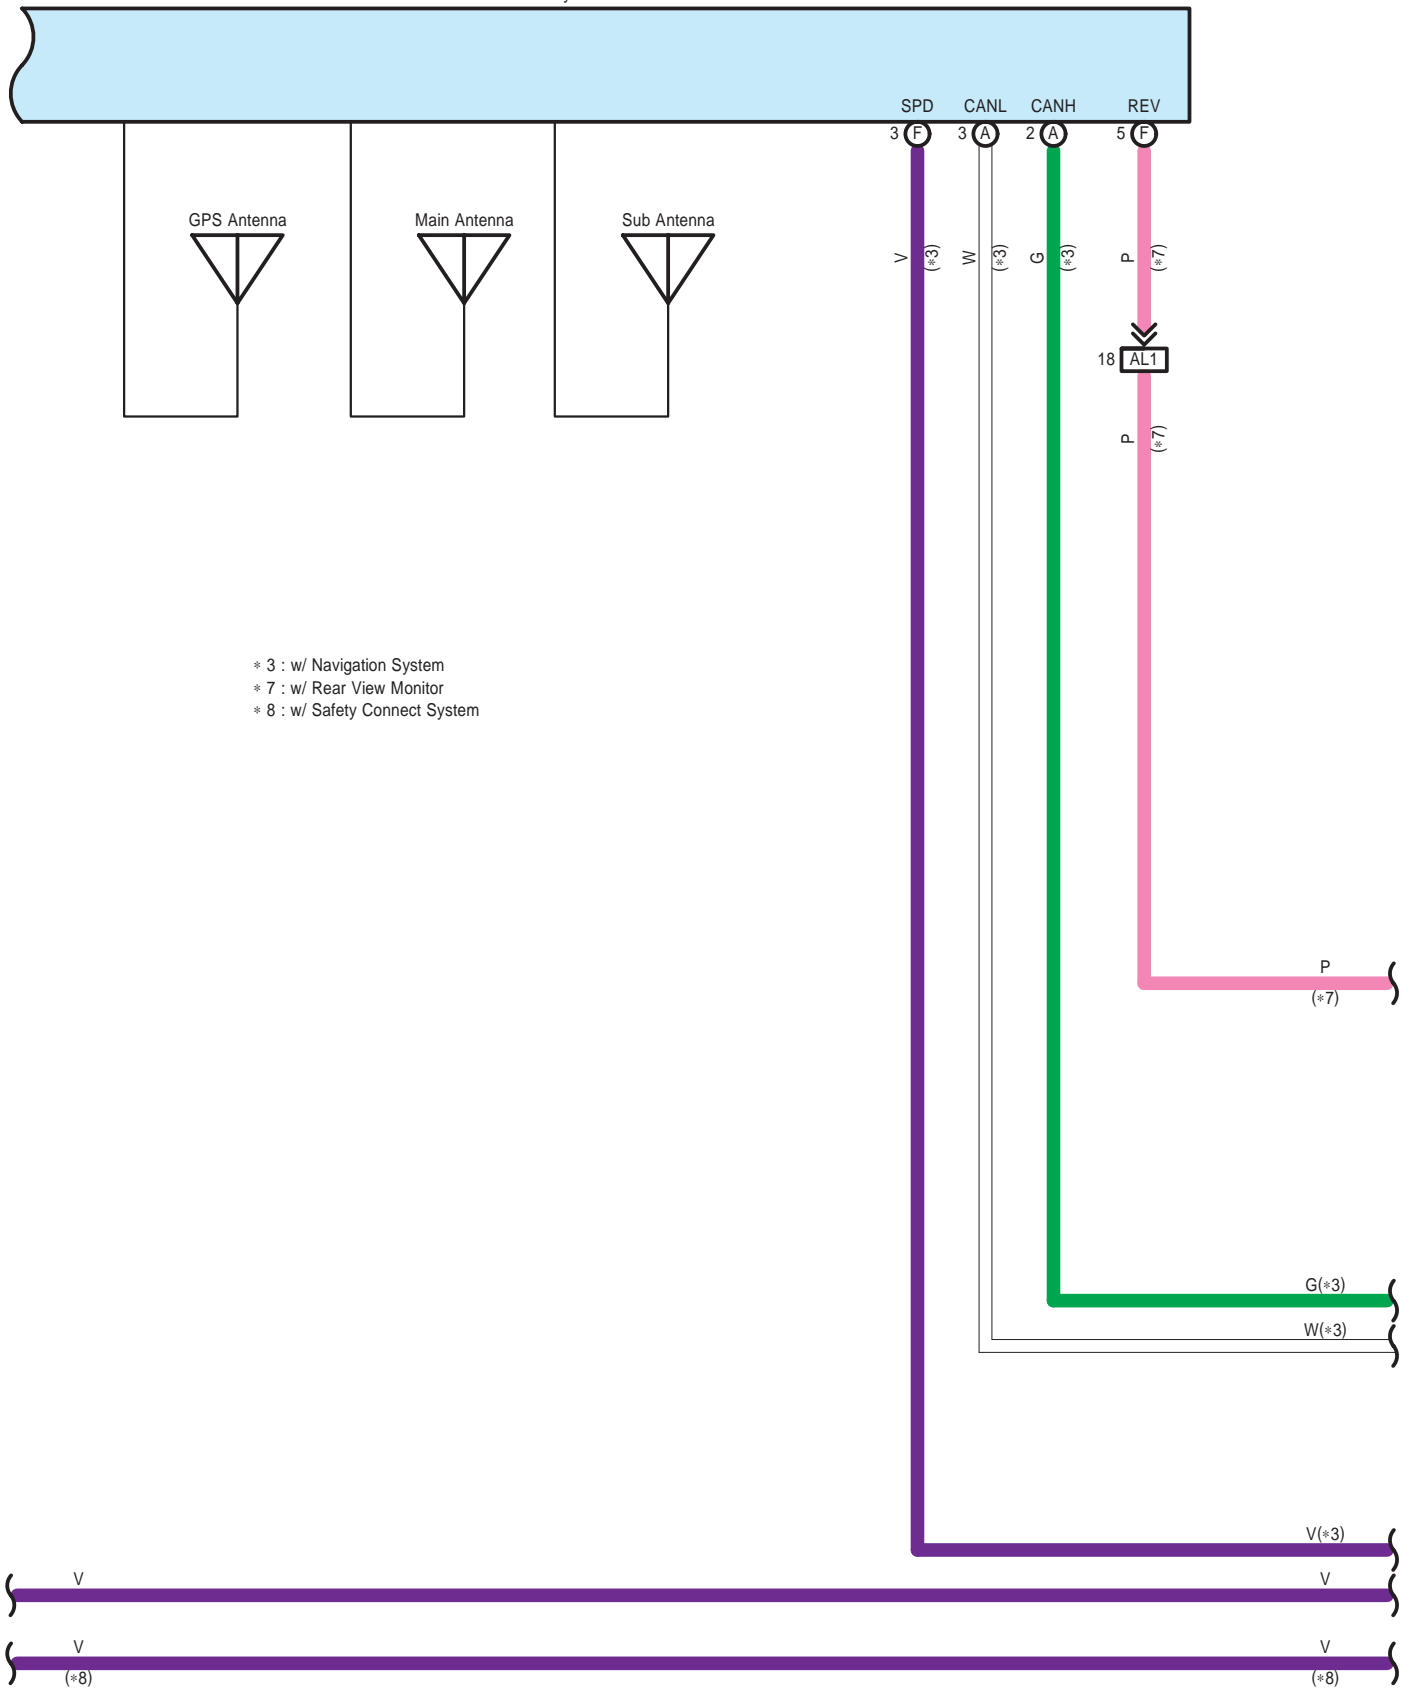 SPD CANL CANH REV
3 F 3 A 2 A 5 F
GPS Antenna Main Antenna Sub Antenna
V (*3) W (*3) G (*3) P (*7)
18 AL1
P (*7)
* 3 : w/ Navigation System
* 7 : w/ Rear View Monitor
* 8 : w/ Safety Connect System
P
(*7)
G(*3)
W(*3)
V(*3)
V V
V V
(*8) (*8)